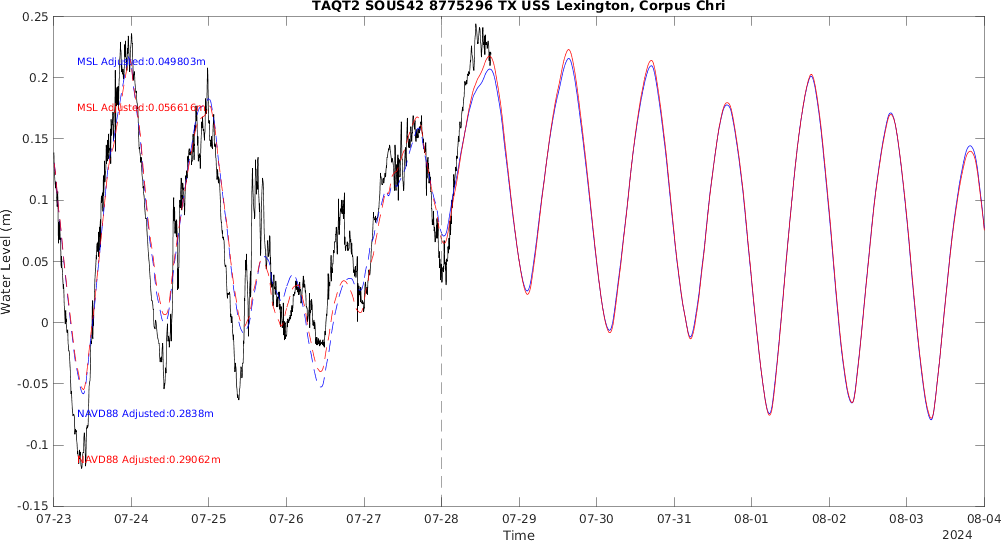 TAQT2 SOUS42 8775296 TX USS Lexington, Corpus Chri
0.25
0.2
0.15
0.1
0.05
0
-0.05
-0.1
-0.15
Water Level (m)
MSL Adjusted:0.049803m
MSL Adjusted:0.056616m
NAVD88 Adjusted:0.2838m
NAVD88 Adjusted:0.29062m
07-23 07-24 07-25 07-26 07-27 07-28 07-29 07-30 07-31 08-01 08-02 08-03 08-04
Time
2024